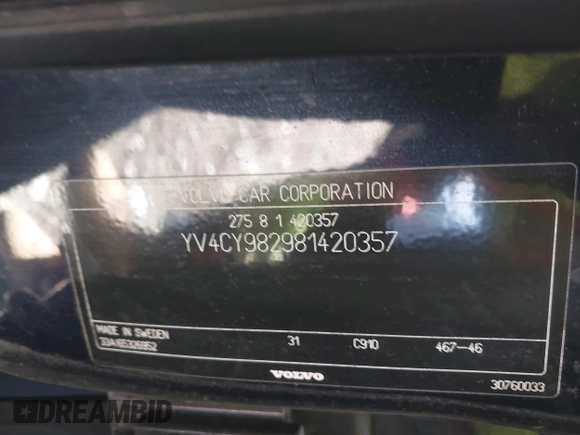 VOLVO CAR CORPORATION
275 8 1 420357
YV4CY982981420357
MADE IN SWEDEN
31 C910 467-46
VOLVO
30760033
DREAMBID